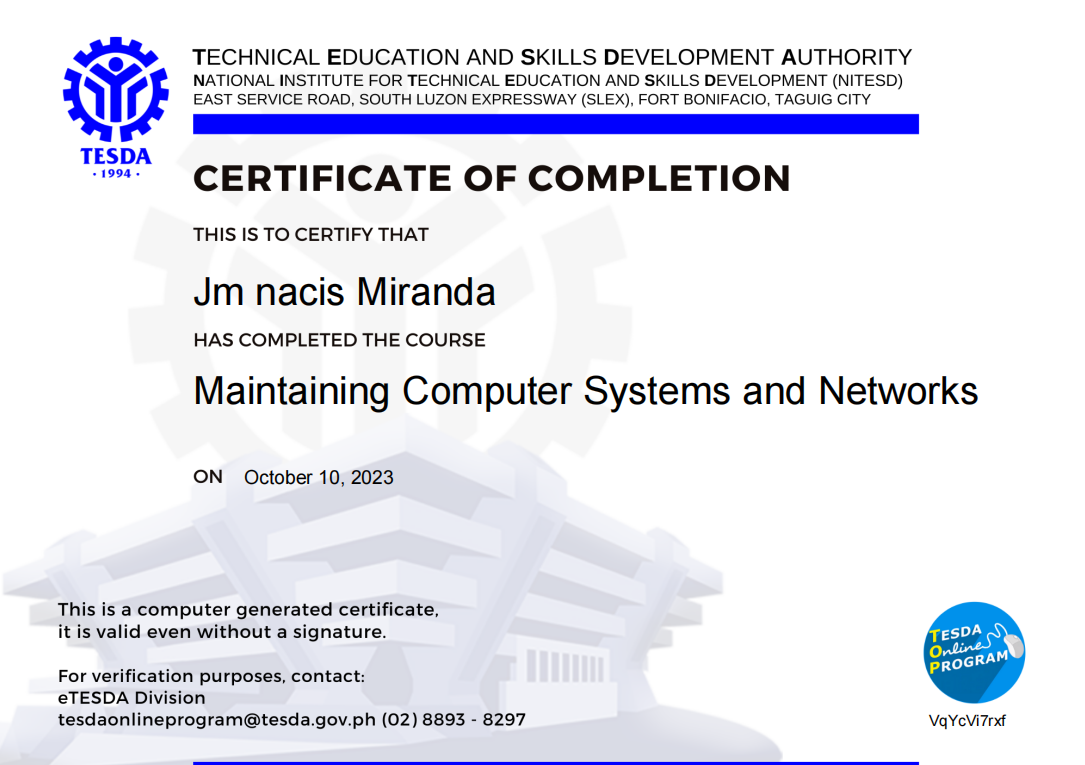 TECHNICAL EDUCATION AND SKILLS DEVELOPMENT AUTHORITY
NATIONAL INSTITUTE FOR TECHNICAL EDUCATION AND SKILLS DEVELOPMENT (NITESD)
EAST SERVICE ROAD, SOUTH LUZON EXPRESSWAY (SLEX), FORT BONIFACIO, TAGUIG CITY
TESDA
· 1994 ·
CERTIFICATE OF COMPLETION
THIS IS TO CERTIFY THAT
Jm nacis Miranda
HAS COMPLETED THE COURSE
Maintaining Computer Systems and Networks
ON October 10, 2023
This is a computer generated certificate,
it is valid even without a signature.
For verification purposes, contact:
eTESDA Division
tesdaonlineprogram@tesda.gov.ph (02) 8893 - 8297
TESDA
Online
PROGRAM
VqYcVi7rxf